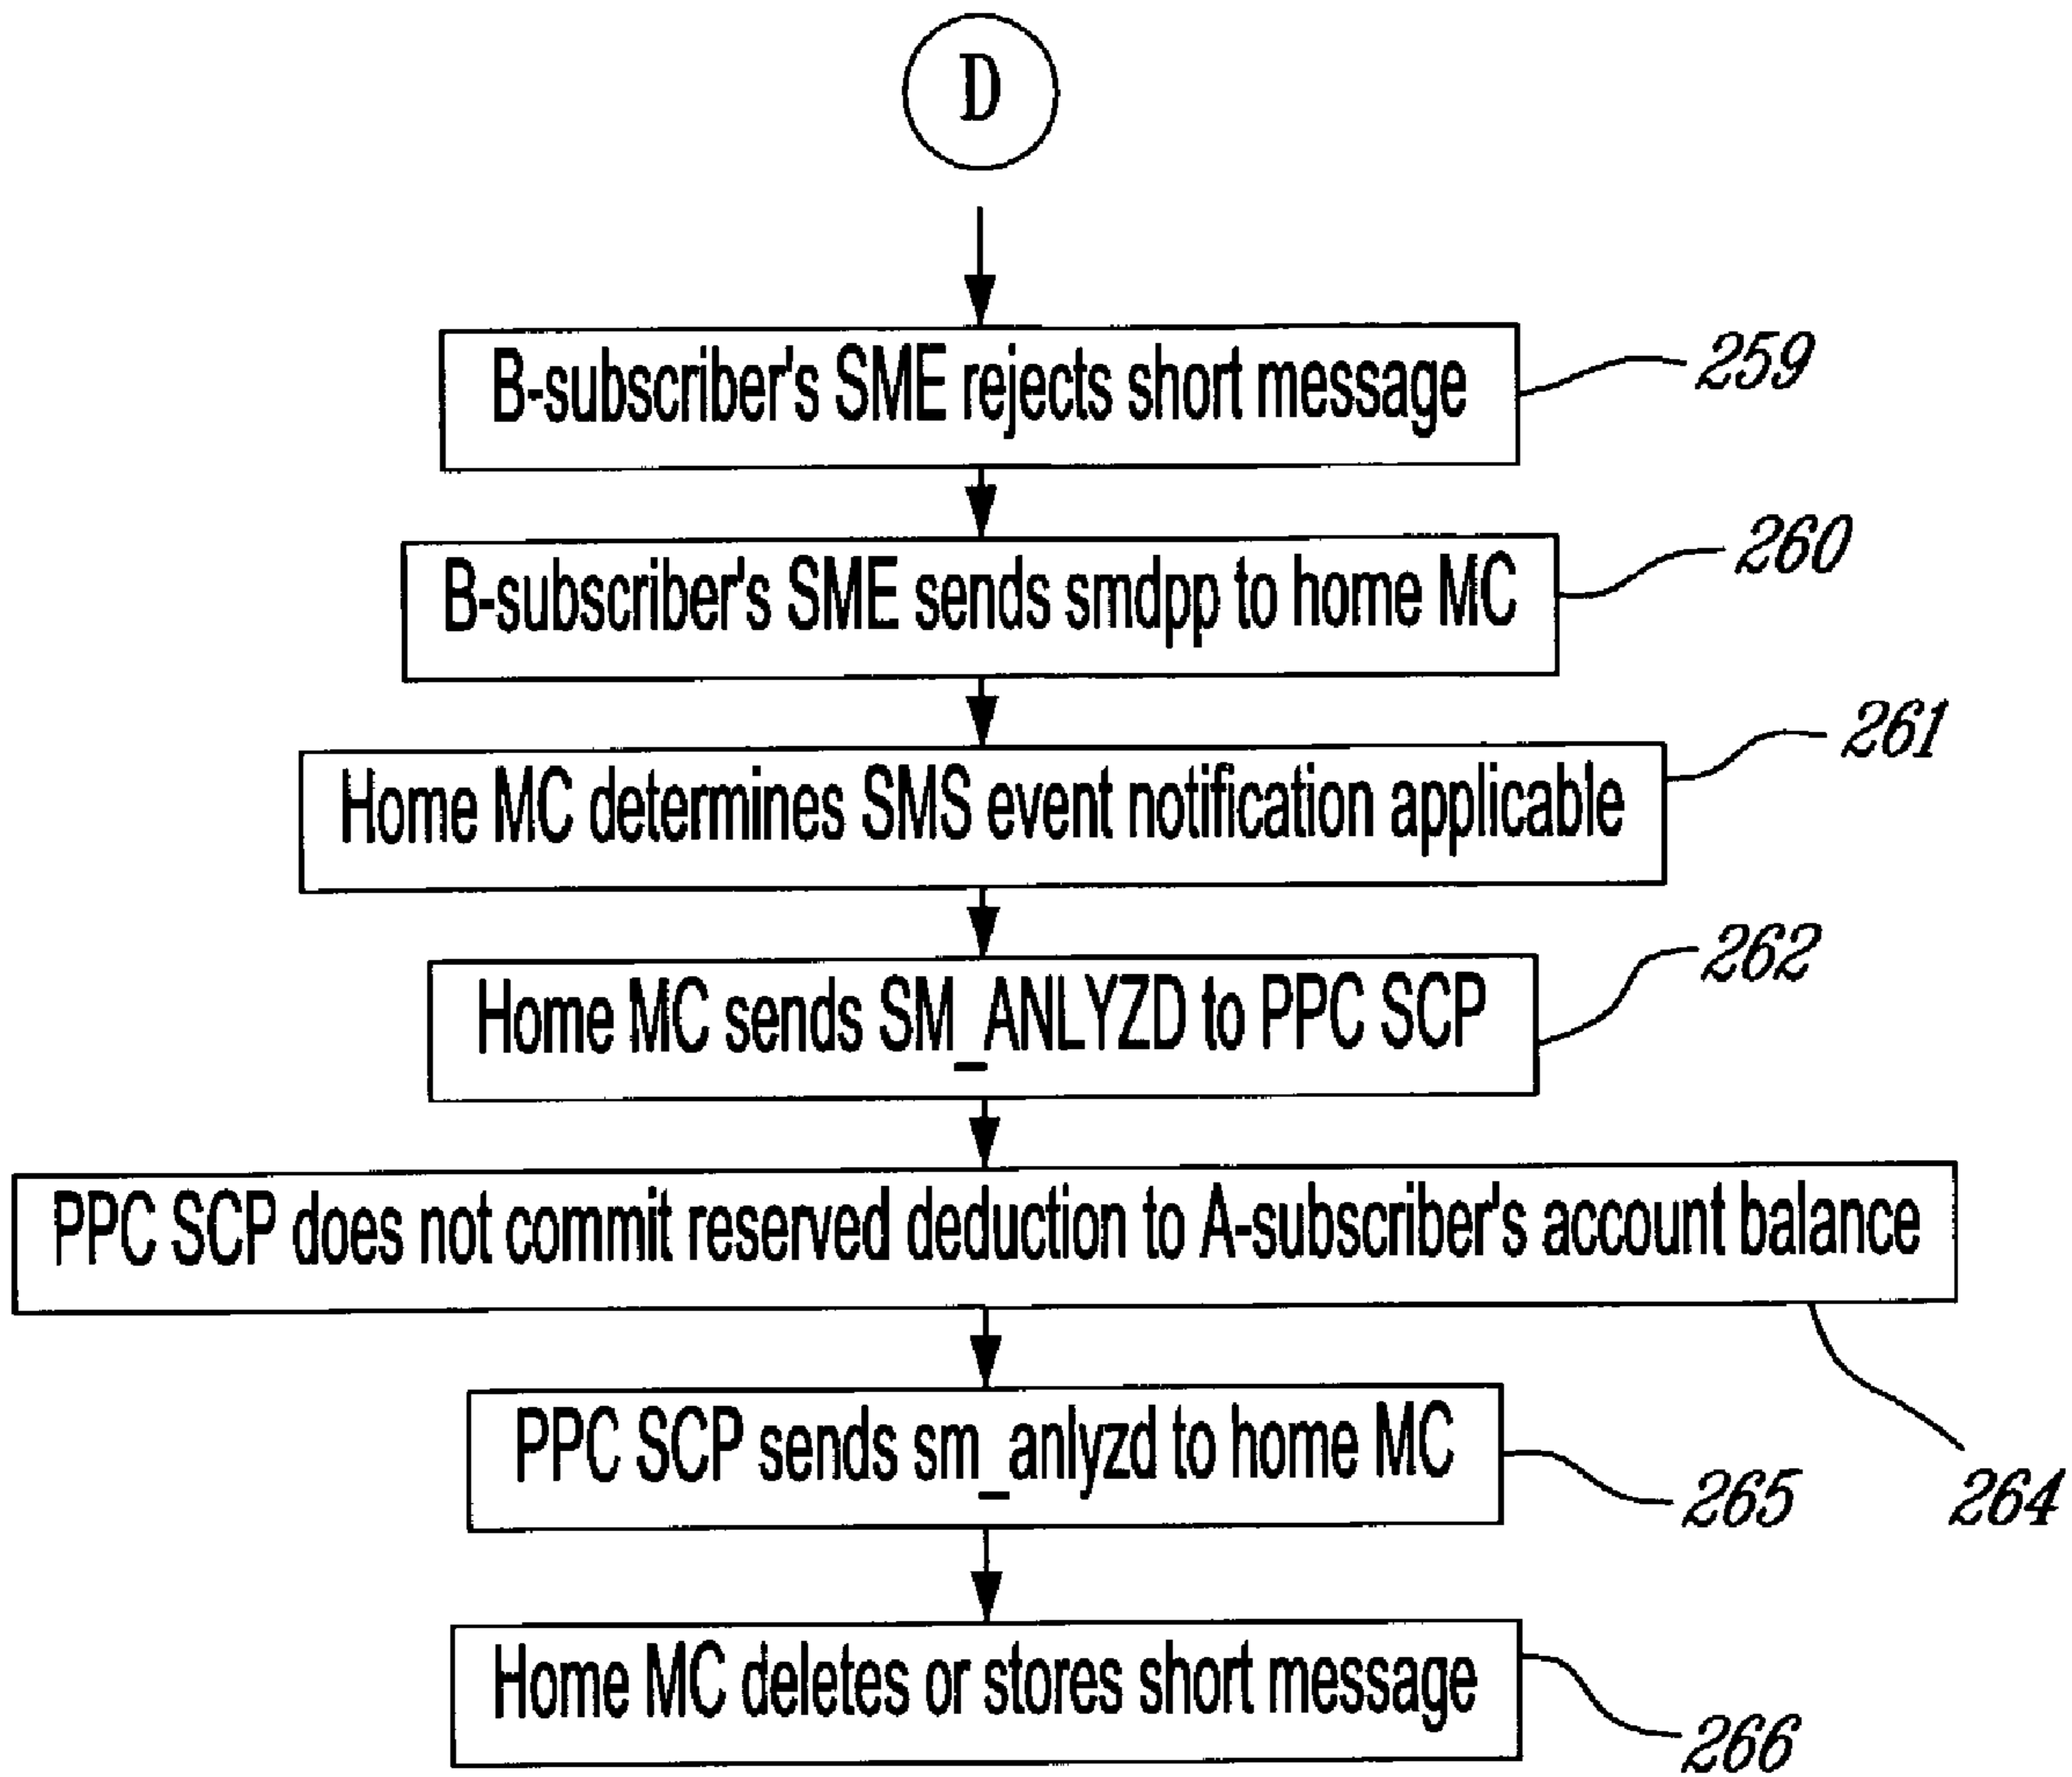 D
B-subscriber's SME rejects short message
259
B-subscriber's SME sends smdpp to home MC
260
Home MC determines SMS event notification applicable
261
Home MC sends SM_ANLYZD to PPC SCP
262
PPC SCP does not commit reserved deduction to A-subscriber's account balance
264
PPC SCP sends sm_anlyzd to home MC
265
Home MC deletes or stores short message
266